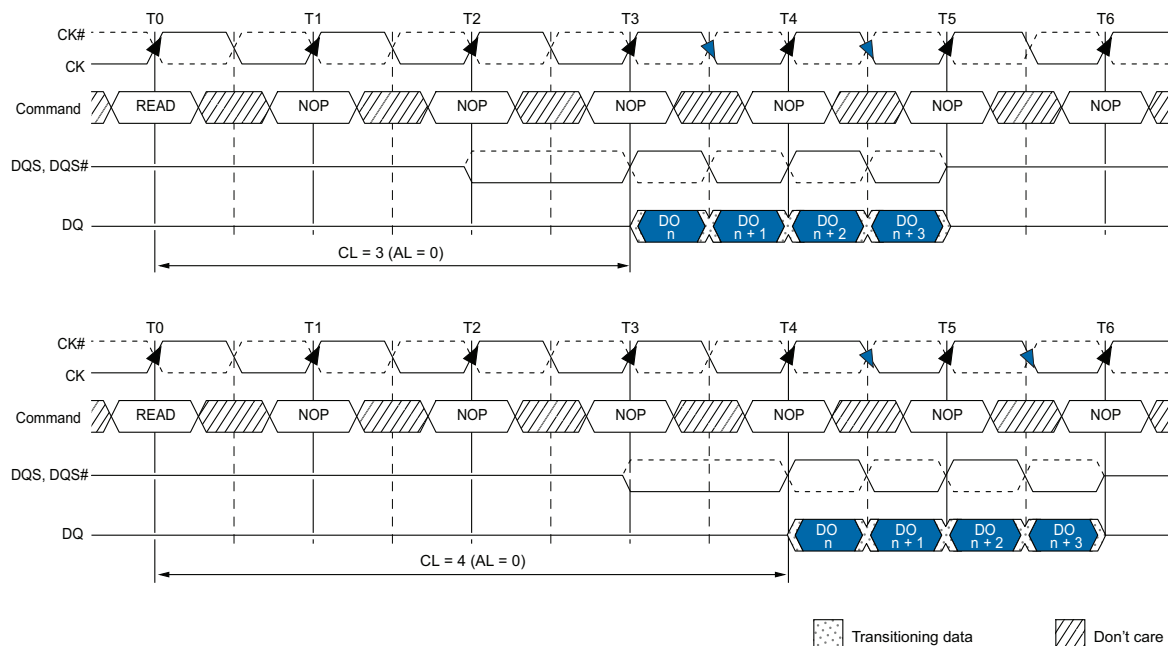 T0 T1 T2 T3 T4 T5 T6
CK#
CK
Command READ NOP NOP NOP NOP NOP NOP
DQS, DQS#
DQ DO n DO n + 1 DO n + 2 DO n + 3
CL = 3 (AL = 0)
T0 T1 T2 T3 T4 T5 T6
CK#
CK
Command READ NOP NOP NOP NOP NOP NOP
DQS, DQS#
DQ DO n DO n + 1 DO n + 2 DO n + 3
CL = 4 (AL = 0)
Transitioning data Don't care